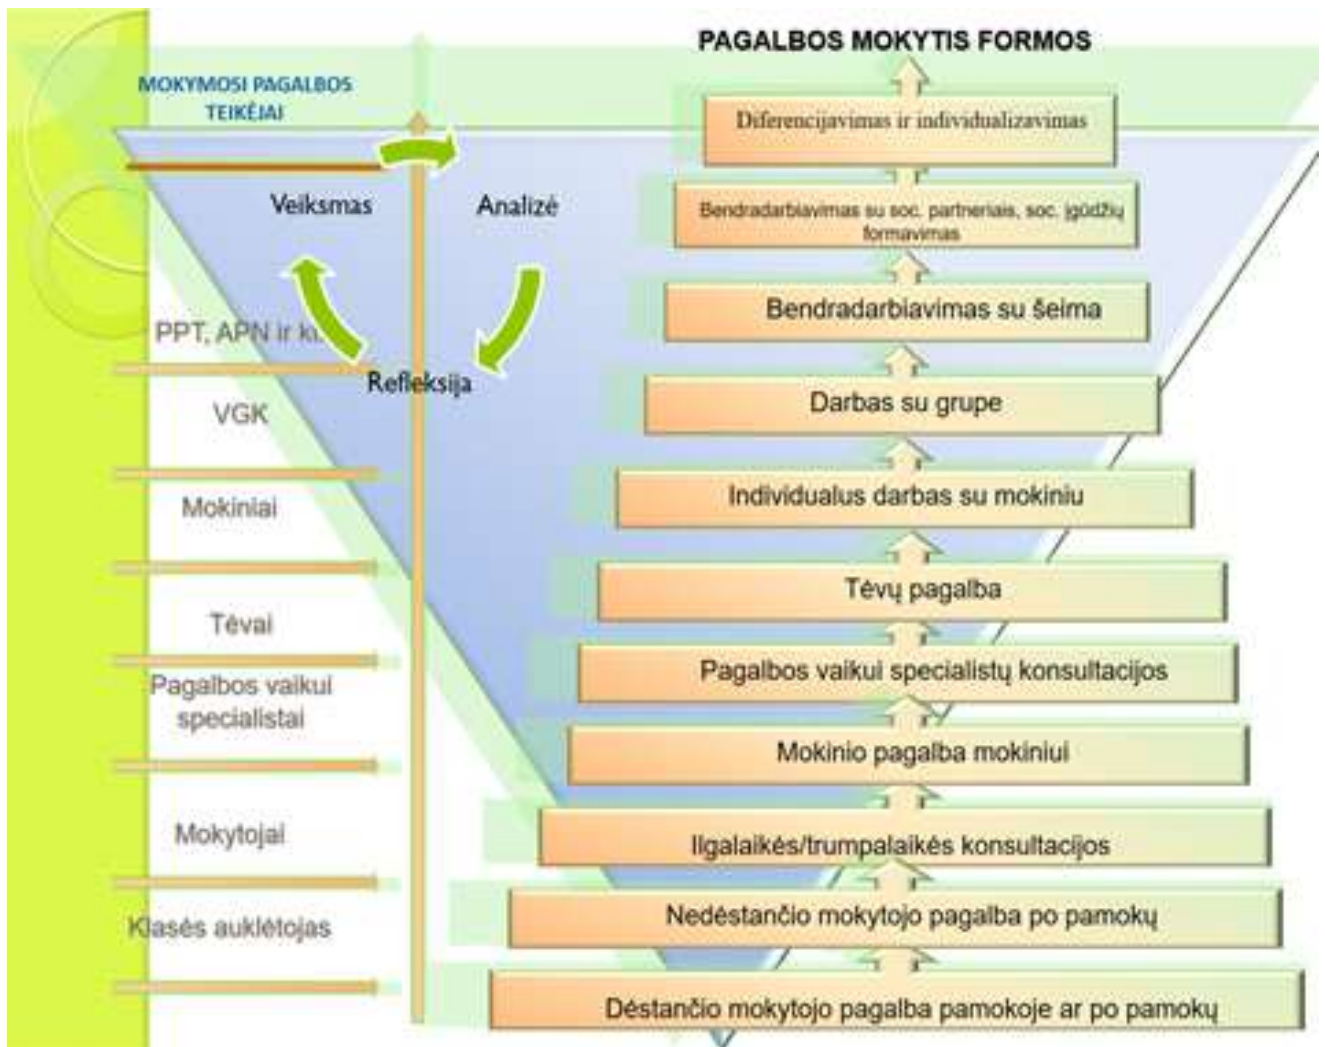 PAGALBOS MOKYTIS FORMOS
MOKYMOSI PAGALBOS
TEIKĖJAI
Veiksmas
Analizė
Refleksija
PPT, APN ir
VGK
Mokiniai
Tėvai
Pagalbos vaikui
specialistai
Mokytojai
Klasės auklėtojas
Diferencijavimas ir individualizavimas
Bendradarbiavimas su soc. partneriais, soc. įgūdžių
formavimas
Bendradarbiavimas su šeima
Darbas su grupe
Individualus darbas su mokiniu
Tėvų pagalba
Pagalbos vaikui specialistų konsultacijos
Mokinio pagalba mokiniui
Ilgalaikės/trumpalaikės konsultacijos
Nedėstančio mokytojo pagalba po pamokų
Dėstančio mokytojo pagalba pamokoje ar po pamokų